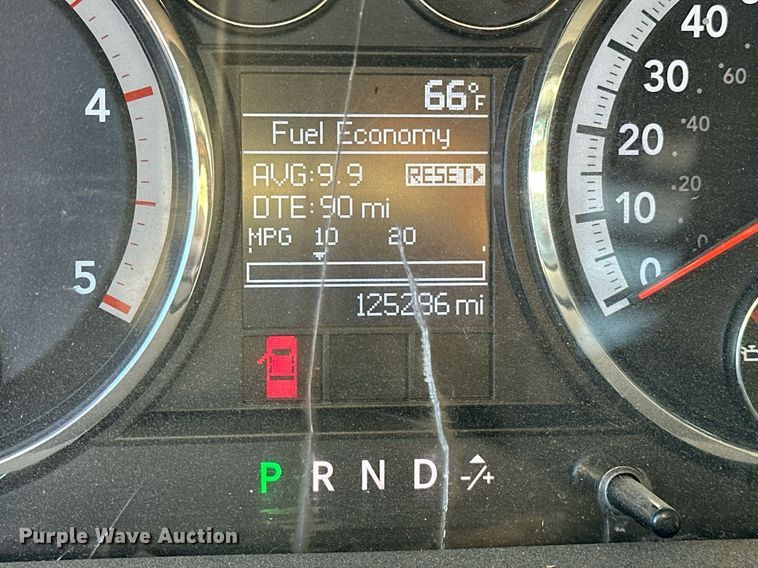 66°F
Fuel Economy
AVG:9.9 RESET
DTE:90 mi
MPG 10 20
125286 mi
P R N D -/+
4
5
40
30
20
10
0
60
40
20
0
Purple Wave Auction